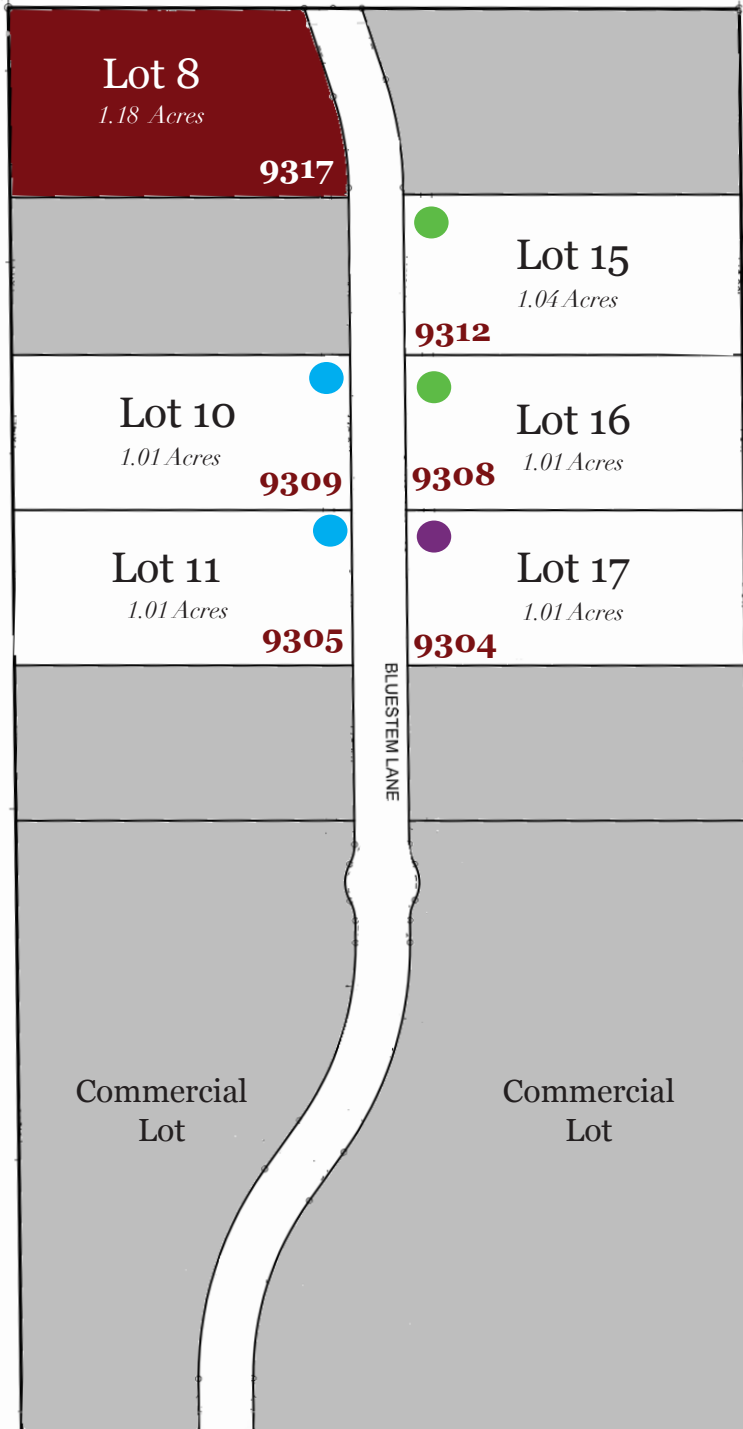 Lot 8
1.18 Acres
9317
Lot 15
1.04 Acres
9312
Lot 10
1.01 Acres
9309
Lot 16
1.01 Acres
9308
Lot 11
1.01 Acres
9305
Lot 17
1.01 Acres
9304
BLUESTEM LANE
Commercial
Lot
Commercial
Lot